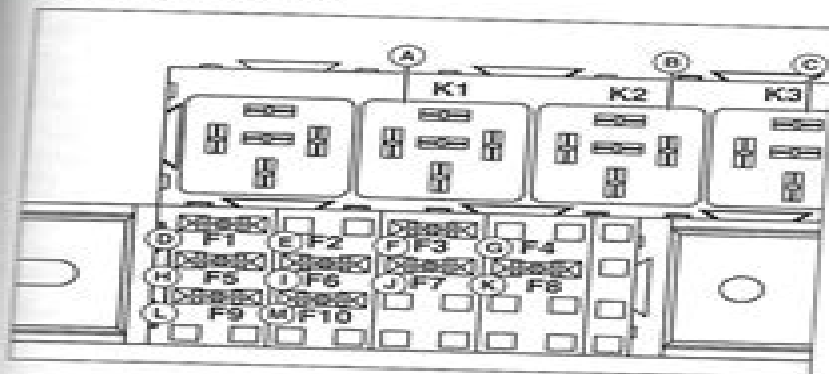 A B C
K1 K2 K3
D F1 E F2 F F3 G F4
H F5 I F6 J F7 K F8
L F9 M F10